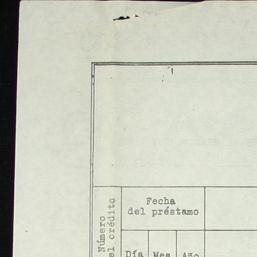 Número
del crédito
Fecha
del préstamo
Día Mes Año